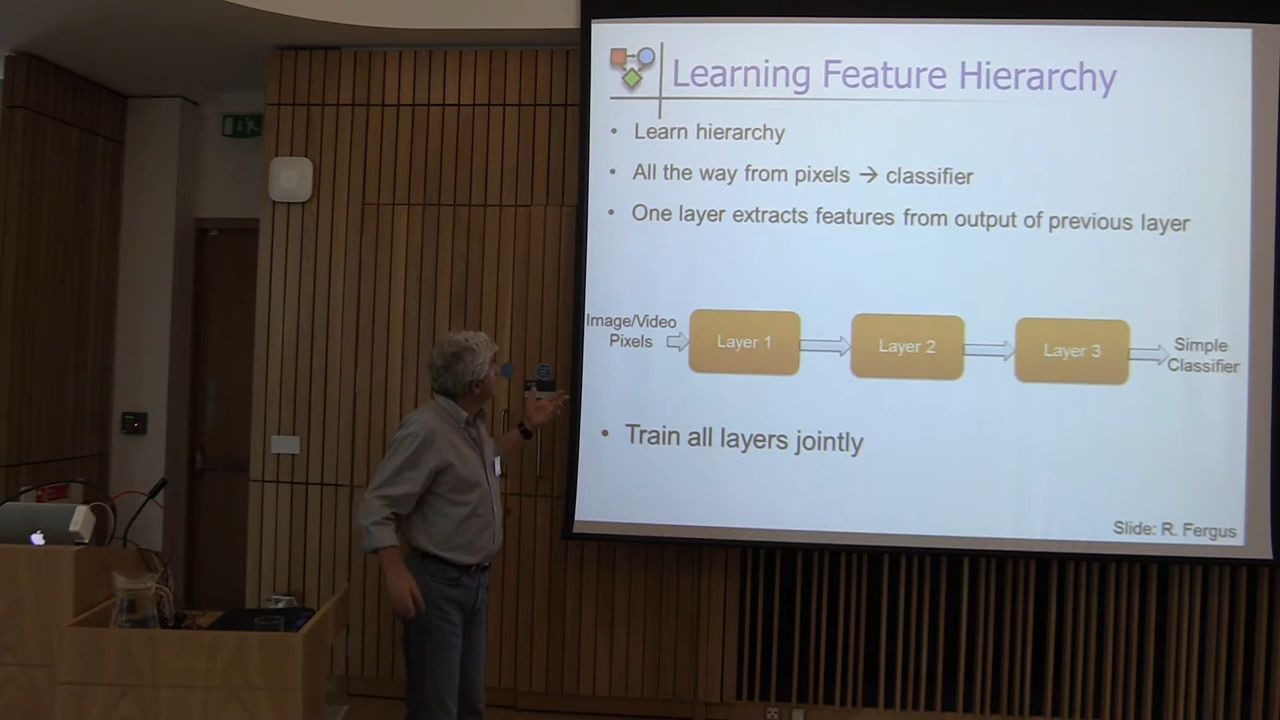 Learning Feature Hierarchy
• Learn hierarchy
• All the way from pixels → classifier
• One layer extracts features from output of previous layer
Image/Video
Pixels
Layer 1
Layer 2
Layer 3
Simple
Classifier
• Train all layers jointly
Slide: R. Fergus